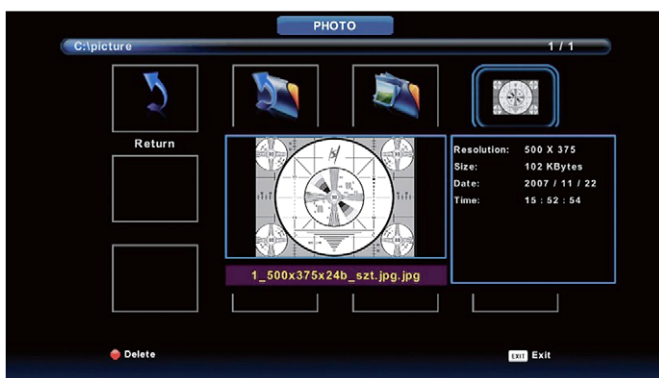 PHOTO
C:\picture 1 / 1
Return
Resolution: 500 X 375
Size: 102 KBytes
Date: 2007 / 11 / 22
Time: 15 : 52 : 54
1_500x375x24b_szt.jpg.jpg
Delete
EXIT Exit